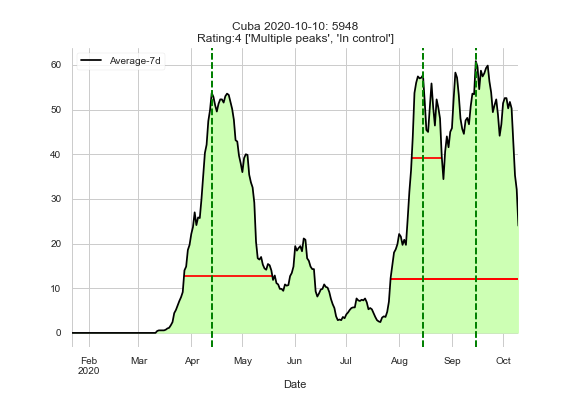 Cuba 2020-10-10: 5948
Rating:4 ['Multiple peaks', 'In control']
Average-7d
60
50
40
30
20
10
0
Feb Mar Apr May Jun Jul Aug Sep Oct
2020
Date